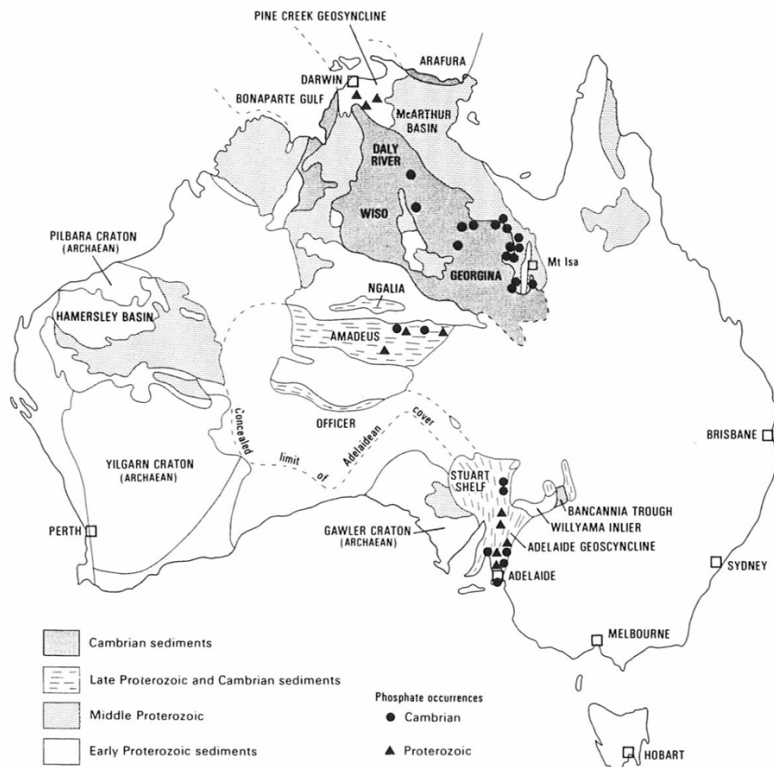 PINE CREEK GEOSYNCLINE
ARAFURA
DARWIN
BONAPARTE GULF
McARTHUR
BASIN
DALY
RIVER
WISO
PILBARA CRATON
(ARCHAEAN)
Mt Isa
GEORGINA
NGALIA
HAMERSLEY BASIN
AMADEUS
OFFICER
Concealed
limit
of
Adelaidean
cover
BRISBANE
YILGARN CRATON
(ARCHAEAN)
STUART
SHELF
BANCANNIA TROUGH
WILLYAMA INLIER
GAWLER CRATON
(ARCHAEAN)
PERTH
ADELAIDE GEOSCYNCLINE
SYDNEY
ADELAIDE
MELBOURNE
Cambrian sediments
Late Proterozoic and Cambrian sediments
Middle Proterozoic
Early Proterozoic sediments
Phosphate occurrences
Cambrian
Proterozoic
HOBART